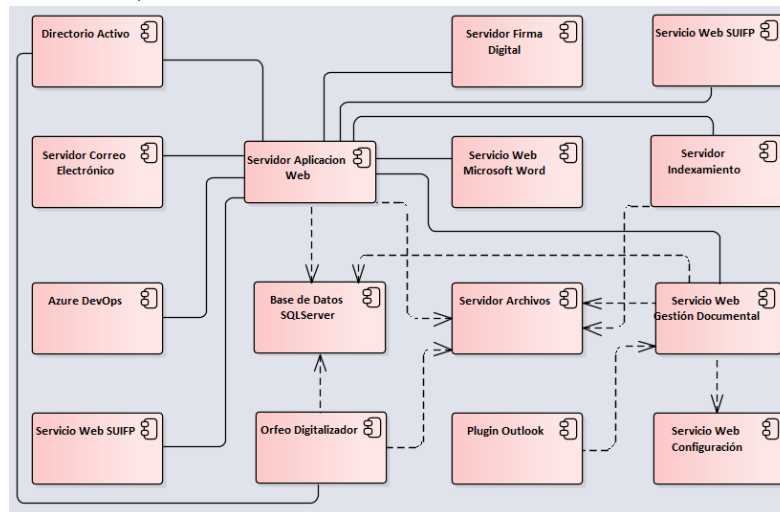 Directorio Activo
Servidor Firma
Digital
Servicio Web SUIFP
Servidor Correo
Electrónico
Servidor Aplicacion
Web
Servicio Web
Microsoft Word
Servidor
Indexamiento
Azure DevOps
Base de Datos
SQLServer
Servidor Archivos
Servicio Web
Gestión Documental
Servicio Web SUIFP
Orfeo Digitalizador
Plugin Outlook
Servicio Web
Configuración